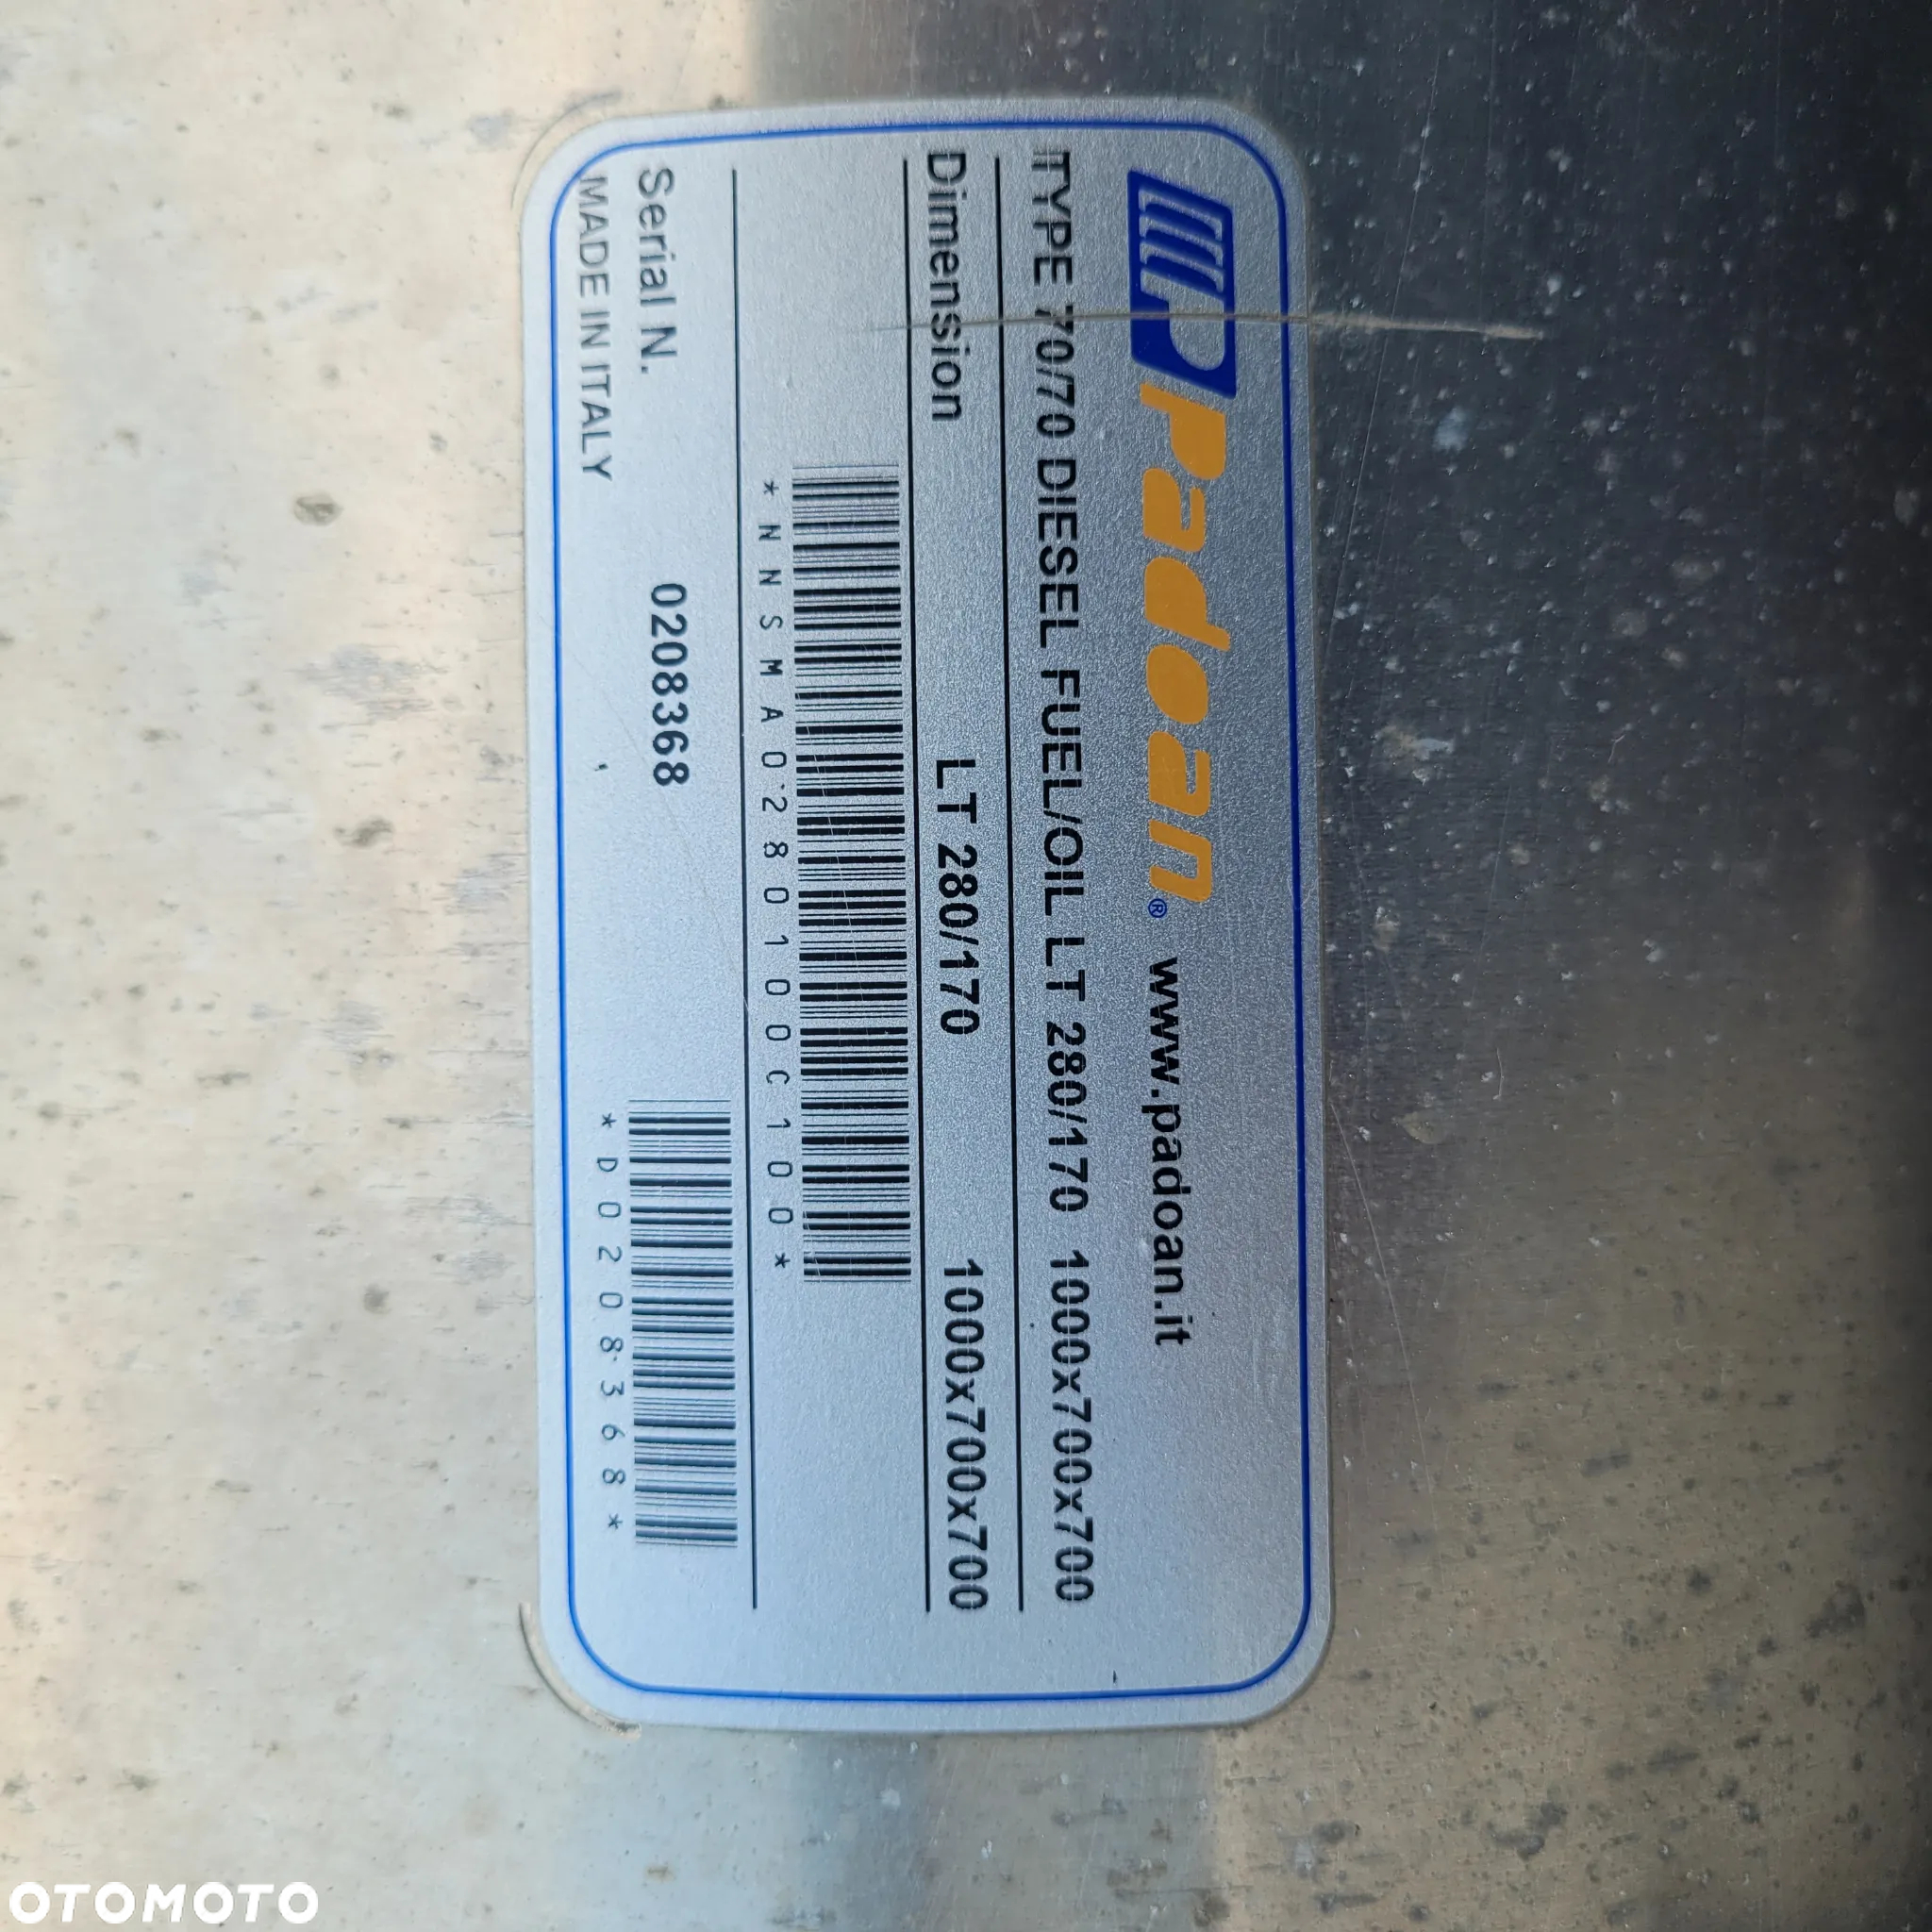 Padoan® www.padoan.it
TYPE 70/70 DIESEL FUEL/OIL LT 280/170 1000x700x700
Dimension LT 280/170 1000x700x700
*NNSMA0280100C100*
Serial N. 0208368
*D0208368*
MADE IN ITALY
OTOMOTO